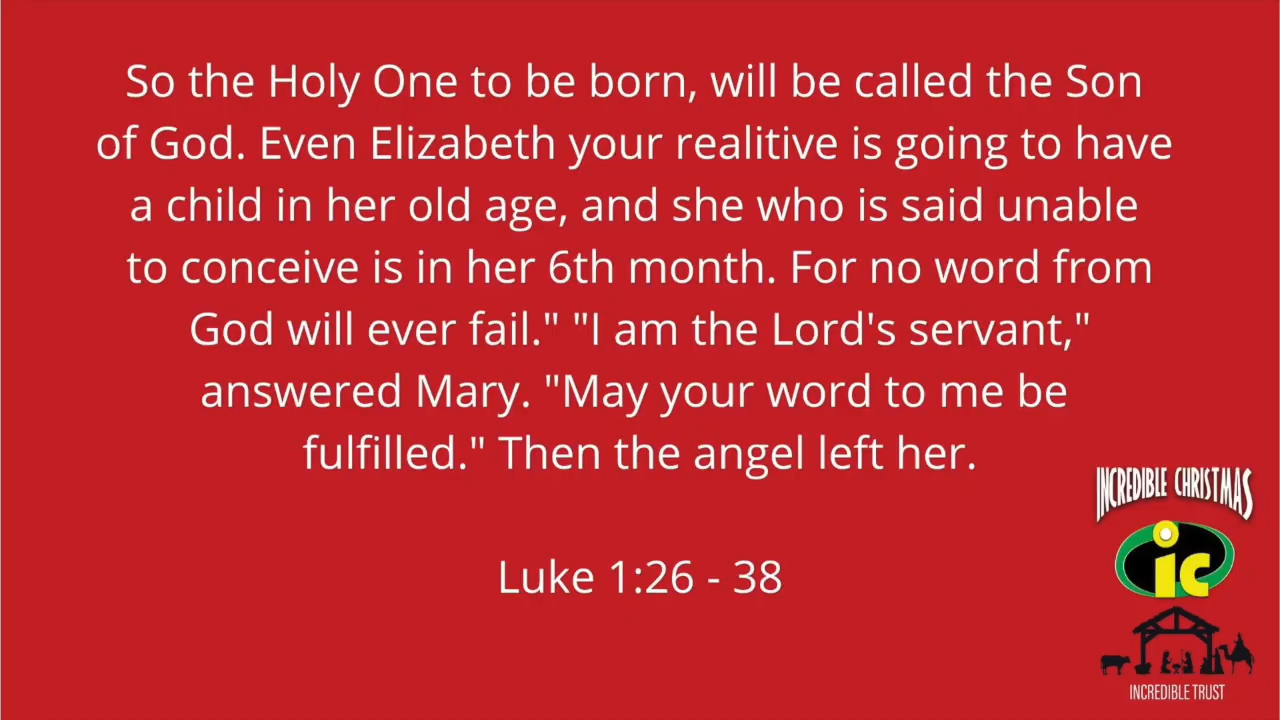 So the Holy One to be born, will be called the Son
of God. Even Elizabeth your realitive is going to have
a child in her old age, and she who is said unable
to conceive is in her 6th month. For no word from
God will ever fail." "I am the Lord's servant,"
answered Mary. "May your word to me be
fulfilled." Then the angel left her.
Luke 1:26 - 38
INCREDIBLE CHRISTMAS
ic
INCREDIBLE TRUST